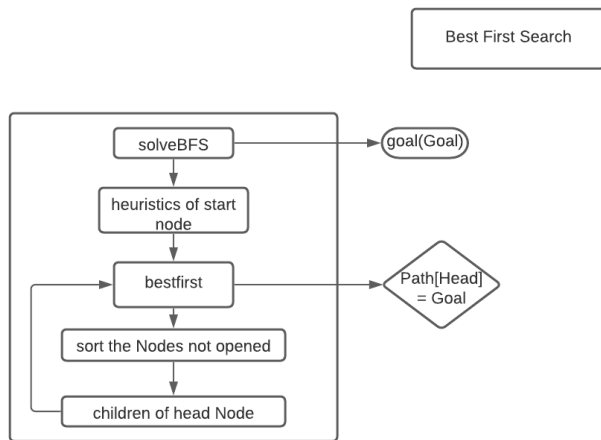 Best First Search
solveBFS
goal(Goal)
heuristics of start
node
bestfirst
Path[Head]
= Goal
sort the Nodes not opened
children of head Node